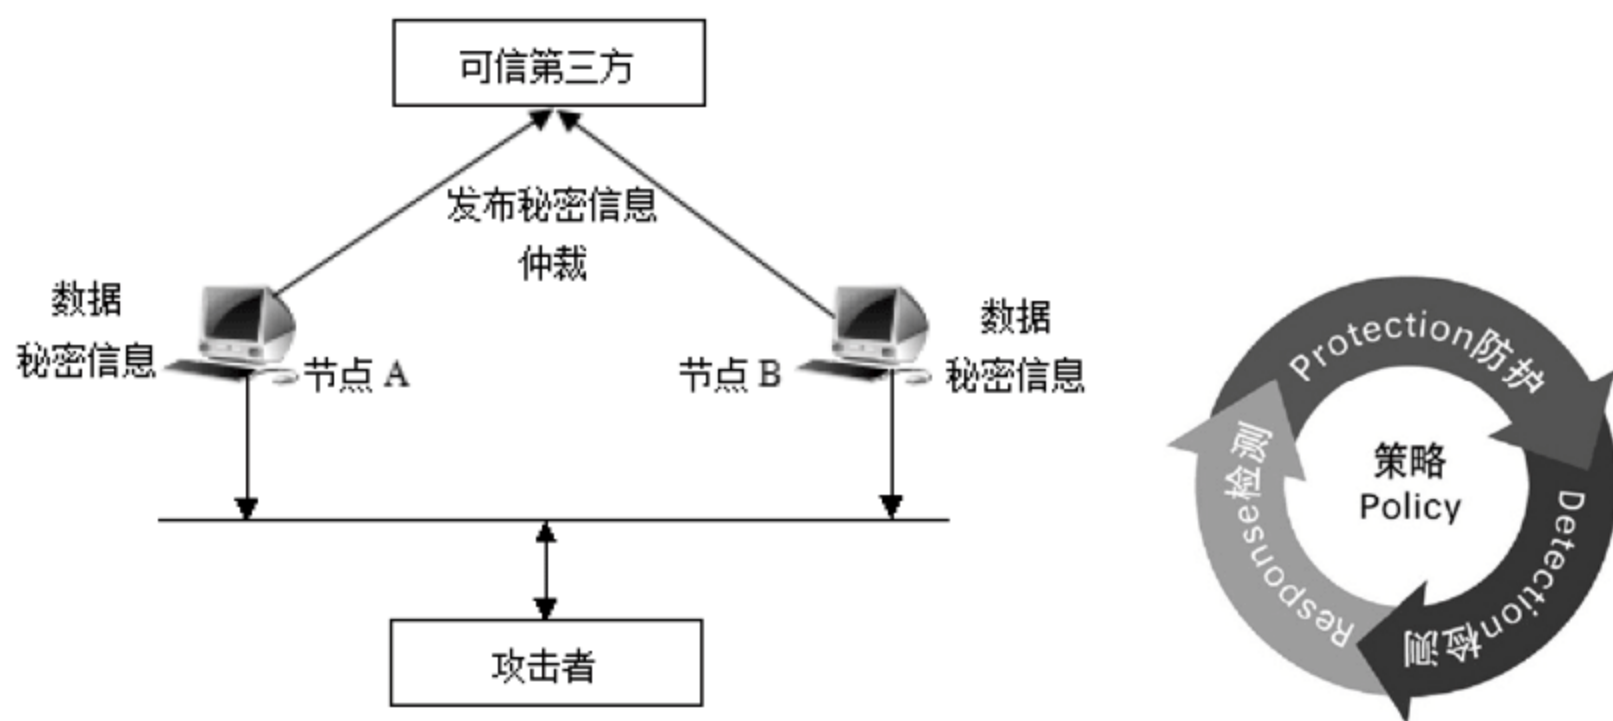 可信第三方
发布秘密信息
仲裁
数据
秘密信息
节点 A
节点 B
数据
秘密信息
攻击者
Protection防护
Detection检测
Response检测
策略
Policy